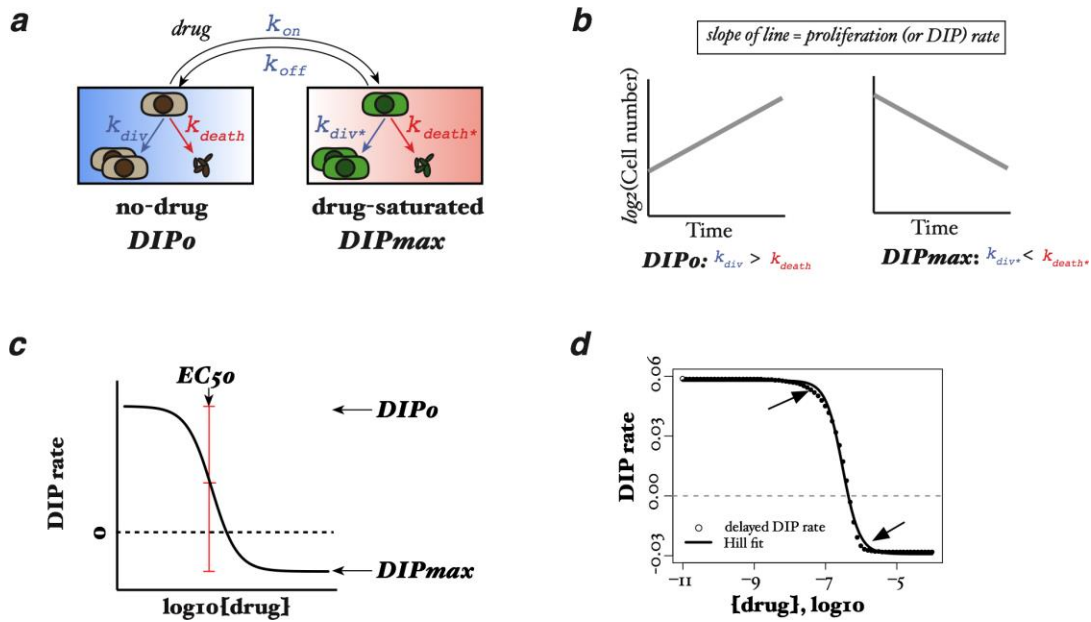 a
drug
k_on
k_off
k_div
k_death
k_div*
k_death*
no-drug
DIPo
drug-saturated
DIPmax
b
slope of line = proliferation (or DIP) rate
log2(Cell number)
Time
Time
DIPo: k_div > k_death
DIPmax: k_div* < k_death*
c
EC50
DIPo
DIP rate
0
DIPmax
log10[drug]
d
0.06
0.03
0.00
-0.03
DIP rate
delayed DIP rate
Hill fit
-11 -9 -7 -5
[drug], log10